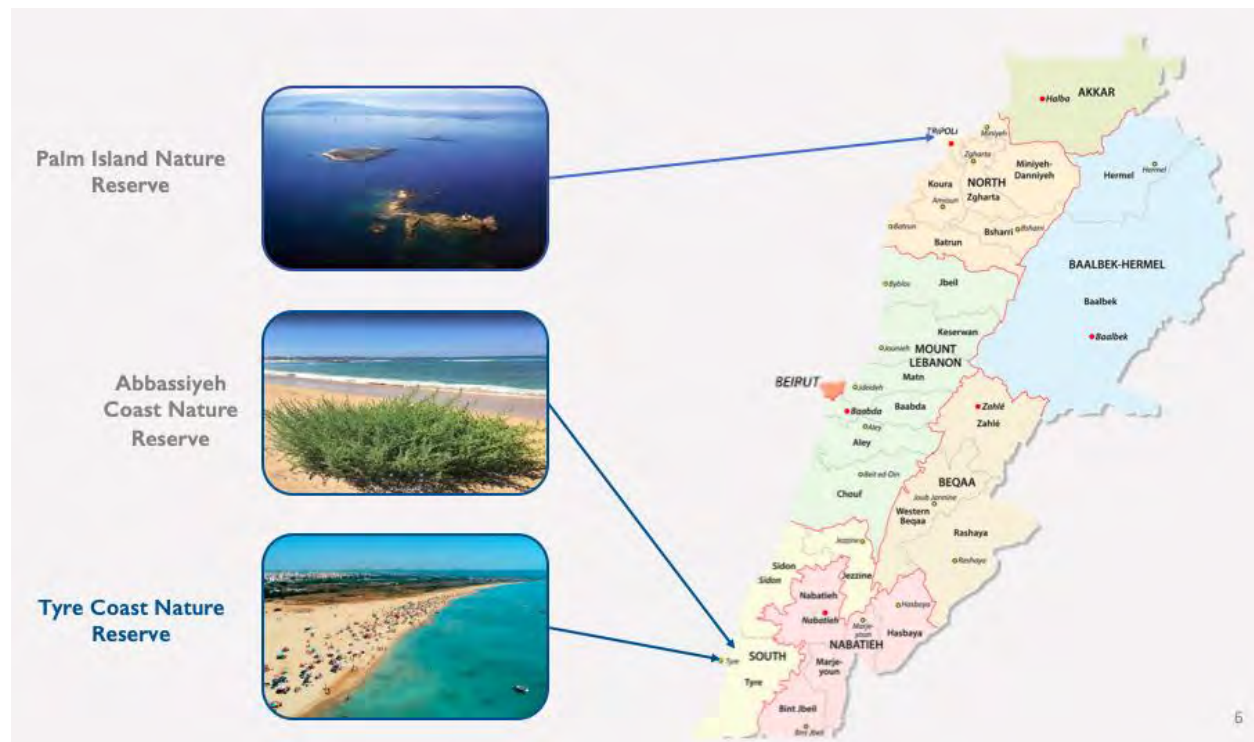 Palm Island Nature
Reserve
Abbassiyeh
Coast Nature
Reserve
Tyre Coast Nature
Reserve
AKKAR
Halba
TRIPOLI
Miniyeh
Zgharta
Miniyeh-
Danniyeh
Koura
NORTH
Zgharta
Amioun
Hermel
Hermel
Batrun
Bsharri
Bsharri
Batrun
BAALBEK-HERMEL
Byblos
Jbeil
Baalbek
Keserwan
Baalbek
Jounieh
MOUNT
LEBANON
Matn
BEIRUT
Jdeideh
Baabda
Baabda
Zahlé
Zahlé
Aley
Aley
Beit ed-Din
BEQAA
Chouf
Joub Jannine
Western
Beqaa
Rashaya
Jezzine
Rashaya
Sidon
Sidon
Jezzine
Nabatieh
Hasbaya
Nabatieh
Marje-
youn
Hasbaya
NABATIEH
SOUTH
Tyre
Marje-
youn
Tyre
Bint Jbeil
Bint Jbeil
6